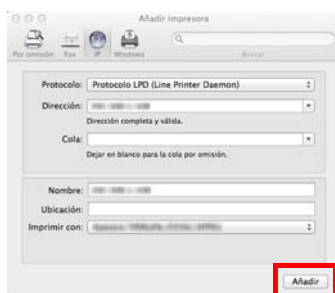 Añadir impresora
Por omisión Fax IP Windows Buscar
Protocolo: Protocolo LPD (Line Printer Daemon)
Dirección:
Dirección completa y válida.
Cola:
Dejar en blanco para la cola por omisión.
Nombre:
Ubicación:
Imprimir con:
Añadir